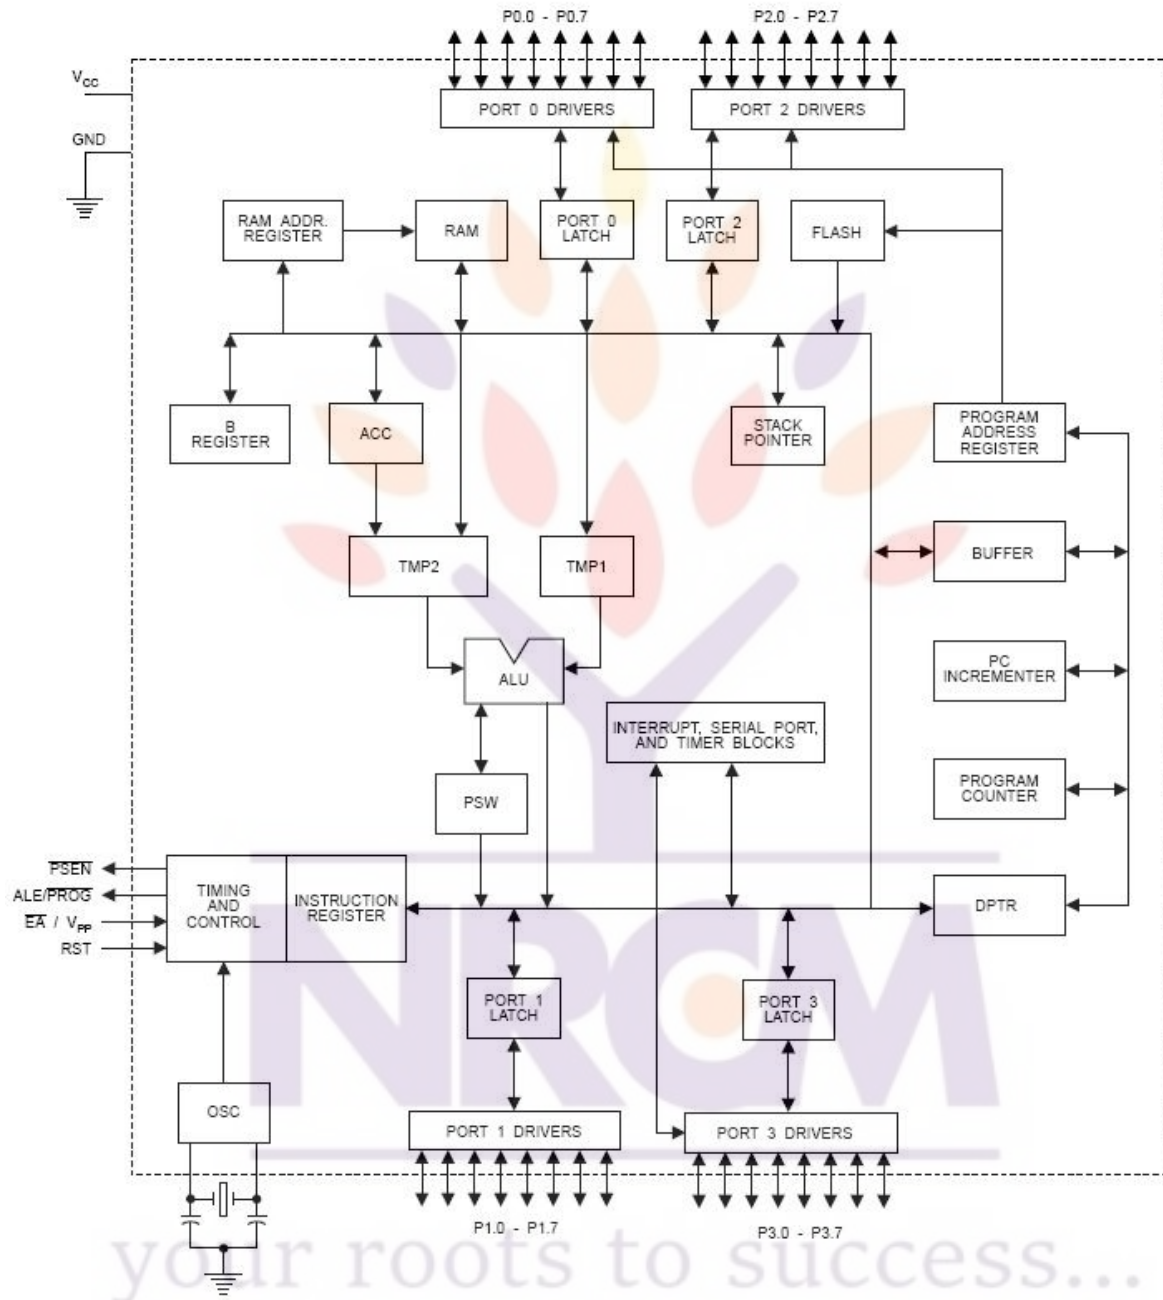 P0.0 - P0.7
P2.0 - P2.7
VCC
GND
PORT 0 DRIVERS
PORT 2 DRIVERS
RAM ADDR.
REGISTER
RAM
PORT 0
LATCH
PORT 2
LATCH
FLASH
B
REGISTER
ACC
STACK
POINTER
PROGRAM
ADDRESS
REGISTER
TMP2
TMP1
BUFFER
ALU
PC
INCREMENTER
INTERRUPT, SERIAL PORT,
AND TIMER BLOCKS
PSW
PROGRAM
COUNTER
PSEN
ALE/PROG
EA / VPP
RST
TIMING
AND
CONTROL
INSTRUCTION
REGISTER
DPTR
NRCM
PORT 1
LATCH
PORT 3
LATCH
OSC
PORT 1 DRIVERS
PORT 3 DRIVERS
P1.0 - P1.7
P3.0 - P3.7
your roots to success...